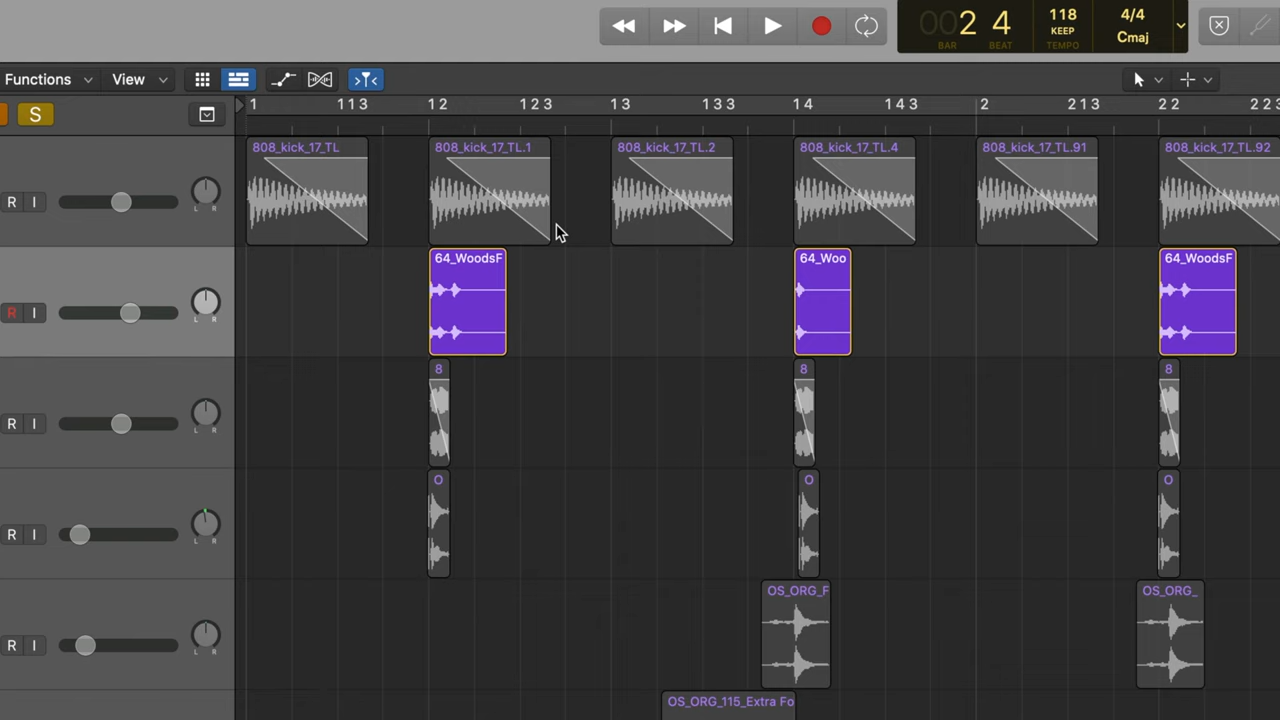 002 4
BAR BEAT
118
KEEP
TEMPO
4/4
Cmaj
Functions View
S
1 1 1 3 1 2 1 2 3 1 3 1 3 3 1 4 1 4 3 2 2 1 3 2 2 2 2 3
808_kick_17_TL 808_kick_17_TL.1 808_kick_17_TL.2 808_kick_17_TL.4 808_kick_17_TL.91 808_kick_17_TL.92
R I L R
64_WoodsF 64_Woo 64_WoodsF
R I L R
8 8 8
R I L R
O O O
R I L R
OS_ORG_F OS_ORG_
R I L R
OS_ORG_115_Extra Fo